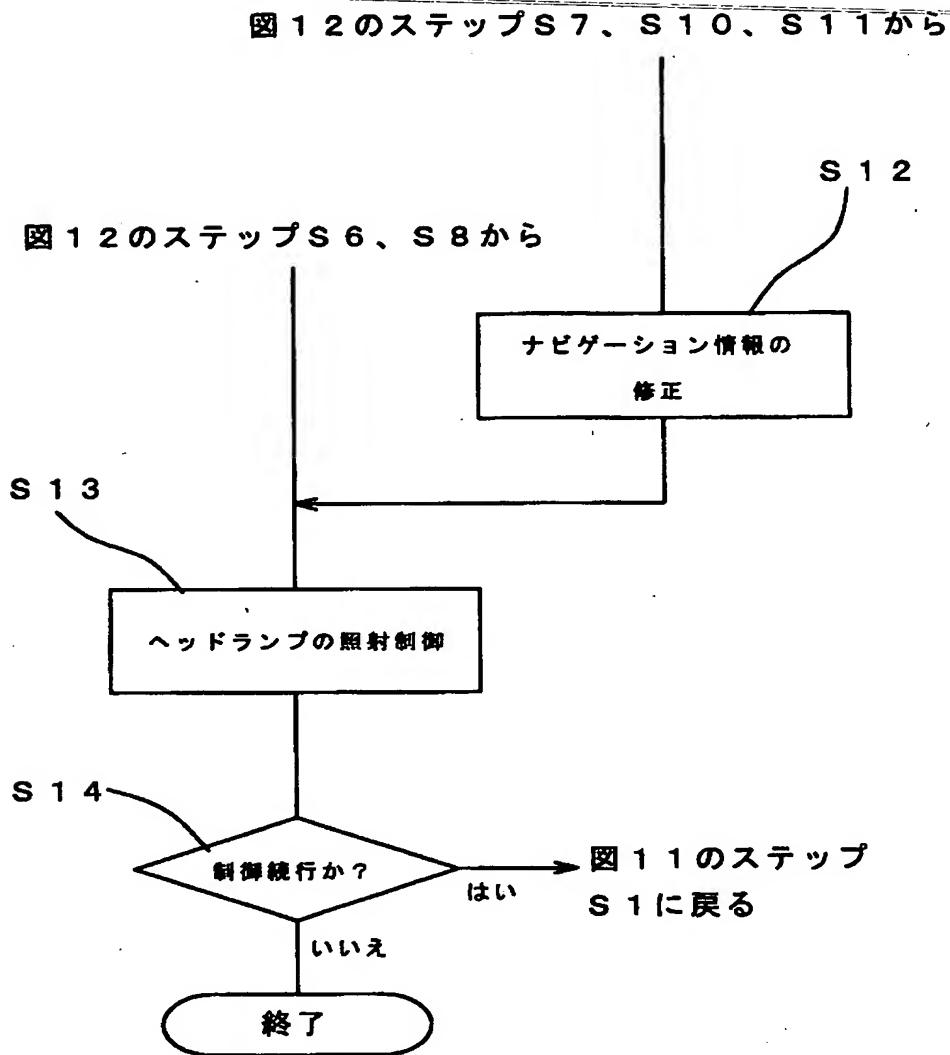 図12のステップS7、S10、S11から
S12
図12のステップS6、S8から
ナビゲーション情報の
修正
S13
ヘッドランプの照射制御
S14
制御続行か?
はい
図11のステップ
S1に戻る
いいえ
終了